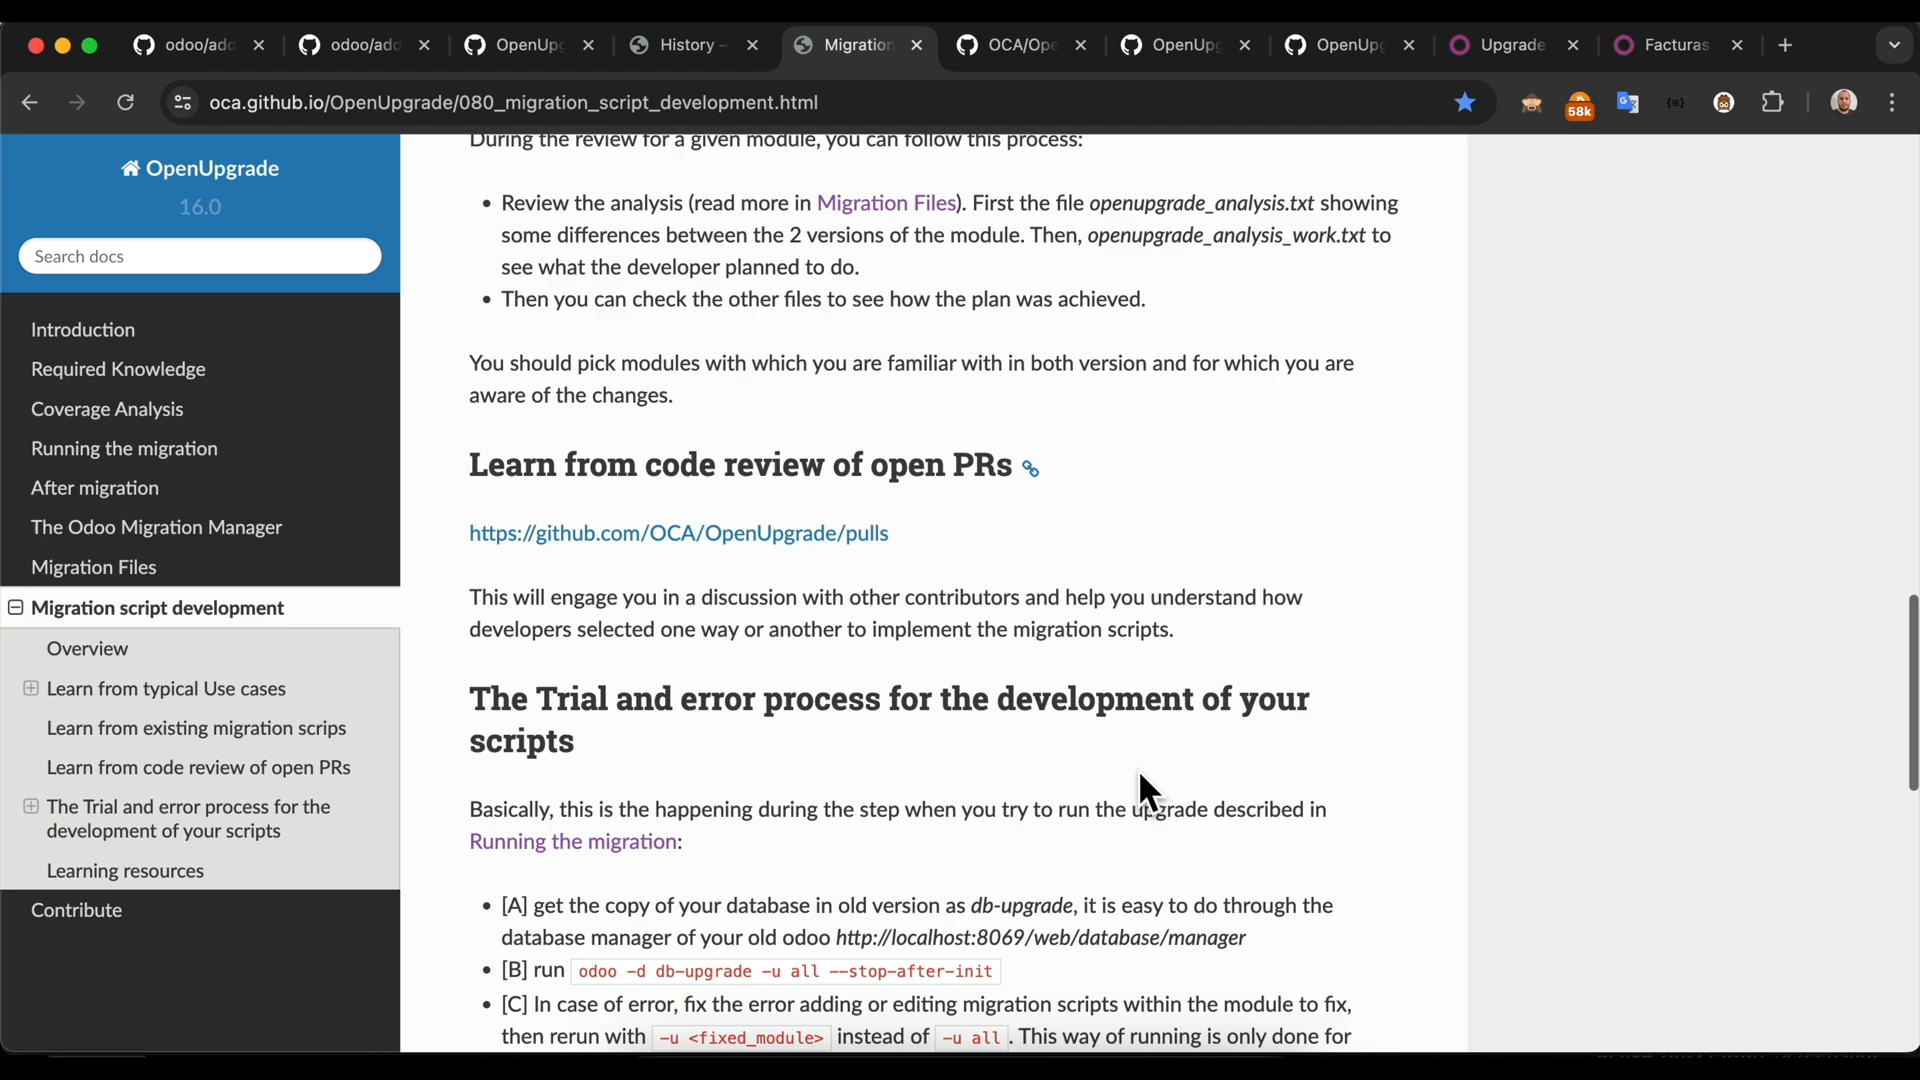 odoo/add
odoo/add
OpenUpg
History –
Migration
OCA/Ope
OpenUpg
OpenUpg
Upgrade
Facturas
oca.github.io/OpenUpgrade/080_migration_script_development.html
58k
OpenUpgrade
16.0
Search docs
Introduction
Required Knowledge
Coverage Analysis
Running the migration
After migration
The Odoo Migration Manager
Migration Files
Migration script development
Overview
Learn from typical Use cases
Learn from existing migration scrips
Learn from code review of open PRs
The Trial and error process for the
development of your scripts
Learning resources
Contribute
During the review for a given module, you can follow this process:
• Review the analysis (read more in Migration Files). First the file openupgrade_analysis.txt showing
some differences between the 2 versions of the module. Then, openupgrade_analysis_work.txt to
see what the developer planned to do.
• Then you can check the other files to see how the plan was achieved.
You should pick modules with which you are familiar with in both version and for which you are
aware of the changes.
Learn from code review of open PRs
https://github.com/OCA/OpenUpgrade/pulls
This will engage you in a discussion with other contributors and help you understand how
developers selected one way or another to implement the migration scripts.
The Trial and error process for the development of your
scripts
Basically, this is the happening during the step when you try to run the upgrade described in
Running the migration:
• [A] get the copy of your database in old version as db-upgrade, it is easy to do through the
database manager of your old odoo http://localhost:8069/web/database/manager
• [B] run odoo -d db-upgrade -u all --stop-after-init
• [C] In case of error, fix the error adding or editing migration scripts within the module to fix,
then rerun with -u <fixed_module> instead of -u all . This way of running is only done for